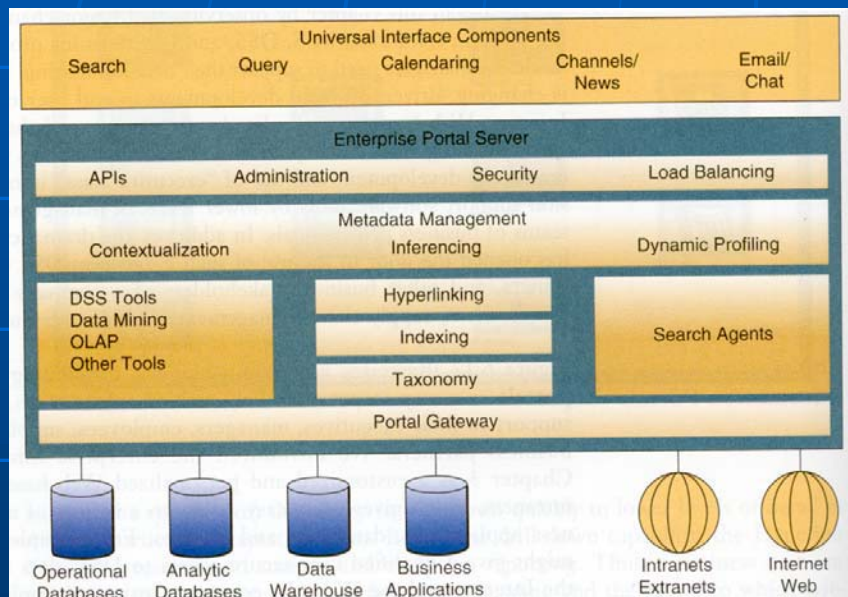 Universal Interface Components
Search Query Calendaring Channels/ News Email/ Chat
Enterprise Portal Server
APIs Administration Security Load Balancing
Metadata Management
Contextualization Inferencing Dynamic Profiling
DSS Tools
Data Mining
OLAP
Other Tools
Hyperlinking
Indexing
Taxonomy
Search Agents
Portal Gateway
Operational
Databases
Analytic
Databases
Data
Warehouse
Business
Applications
Intranets
Extranets
Internet
Web